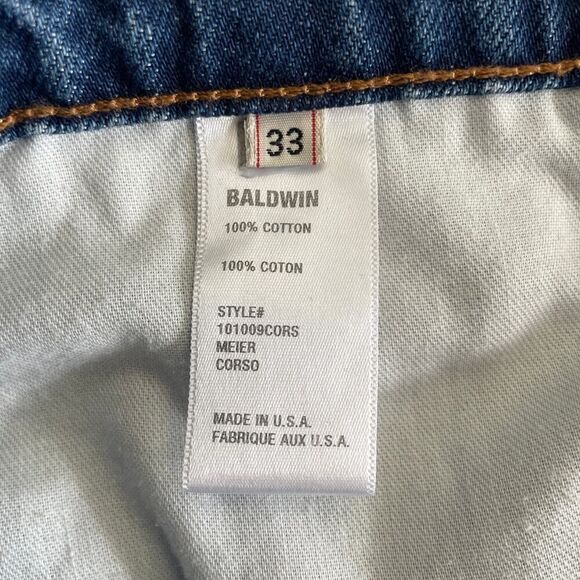 33
BALDWIN
100% COTTON
100% COTON
STYLE#
101009CORS
MEIER
CORSO
MADE IN U.S.A.
FABRIQUE AUX U.S.A.